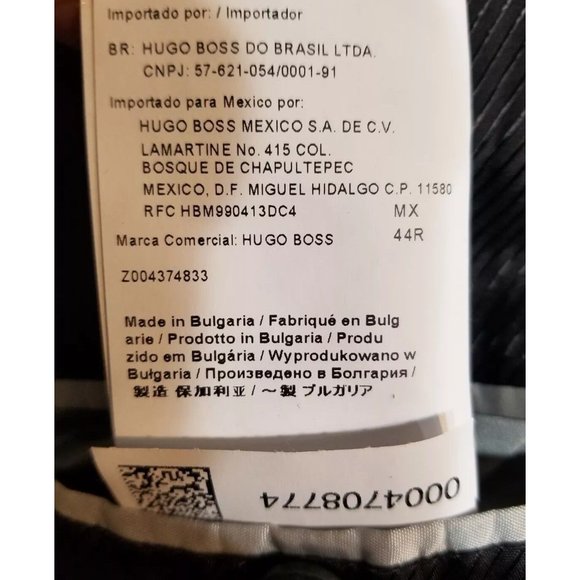 Importado por: / Importador
BR: HUGO BOSS DO BRASIL LTDA.
CNPJ: 57-621-054/0001-91
Importado para Mexico por:
HUGO BOSS MEXICO S.A. DE C.V.
LAMARTINE No. 415 COL.
BOSQUE DE CHAPULTEPEC
MEXICO, D.F. MIGUEL HIDALGO C.P. 11580
RFC HBM990413DC4 MX
Marca Comercial: HUGO BOSS 44R
Z004374833
Made in Bulgaria / Fabriqué en Bulg
arie / Prodotto in Bulgaria / Produ
zido em Bulgária / Wyprodukowano w
Bułgaria / Произведено в Болгария /
製造 保加利亚 / ～製 ブルガリア
0004708774